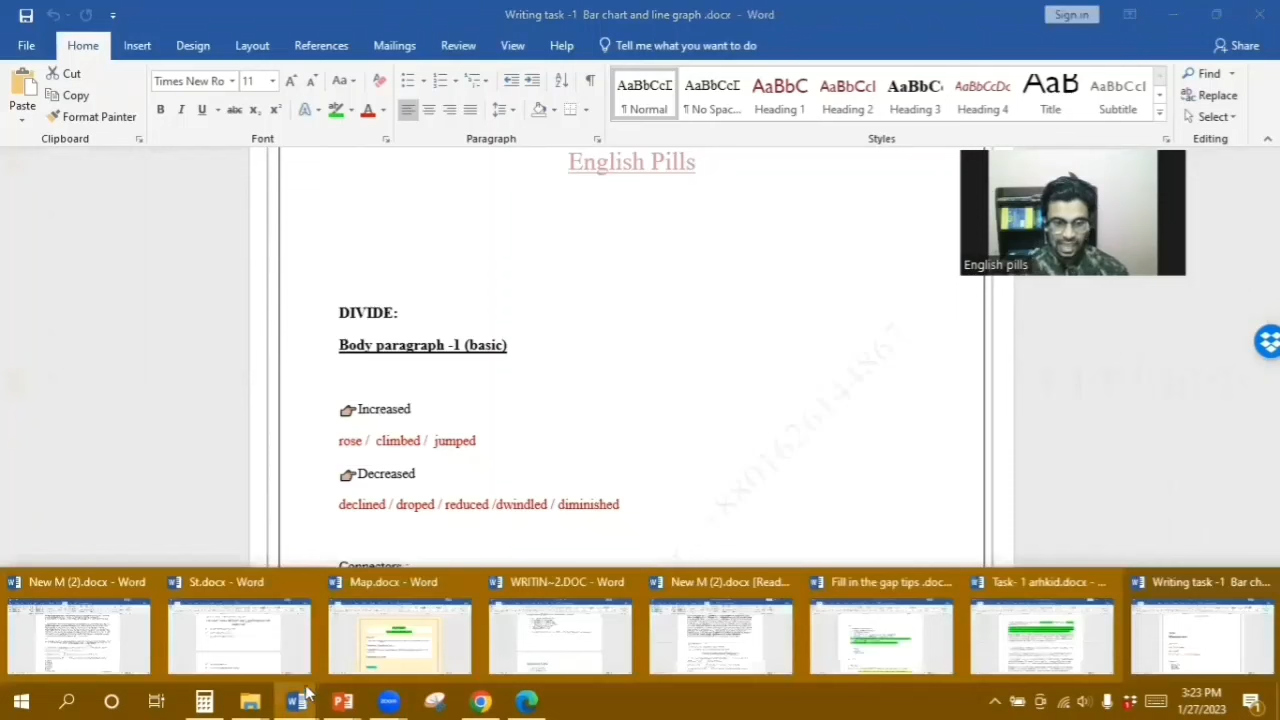 Writing task -1 Bar chart and line graph .docx - Word
Sign in
File Home Insert Design Layout References Mailings Review View Help Tell me what you want to do Share
Paste
Cut
Copy
Format Painter
Clipboard
Times New Ro 11
Font
Paragraph
AaBbCcD AaBbCcD AaBbC AaBbCcI AaBbC AaBbCcDc AaB AaBbCcI
¶ Normal ¶ No Spac... Heading 1 Heading 2 Heading 3 Heading 4 Title Subtitle
Styles
Find
Replace
Select
Editing
English Pills
English pills
DIVIDE:
Body paragraph -1 (basic)
Increased
rose / climbed / jumped
Decreased
declined / droped / reduced /dwindled / diminished
Connectors :
New M (2).docx - Word
St.docx - Word
Map.docx - Word
WRITIN~2.DOC - Word
New M (2).docx [Read...
Fill in the gap tips .doc...
Task- 1 arhkid.docx - ...
Writing task -1 Bar ch...
3:23 PM
1/27/2023